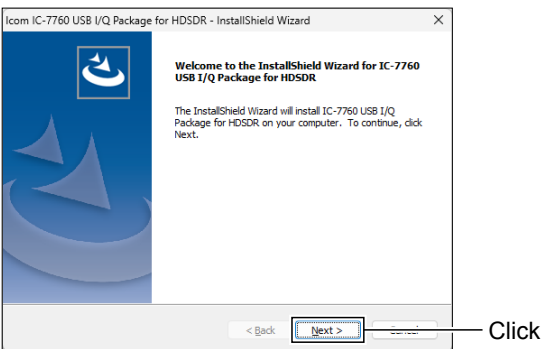 Icom IC-7760 USB I/Q Package for HDSDR - InstallShield Wizard
Welcome to the InstallShield Wizard for IC-7760
USB I/Q Package for HDSDR
The InstallShield Wizard will install IC-7760 USB I/Q
Package for HDSDR on your computer. To continue, click
Next.
< Back Next >
Click